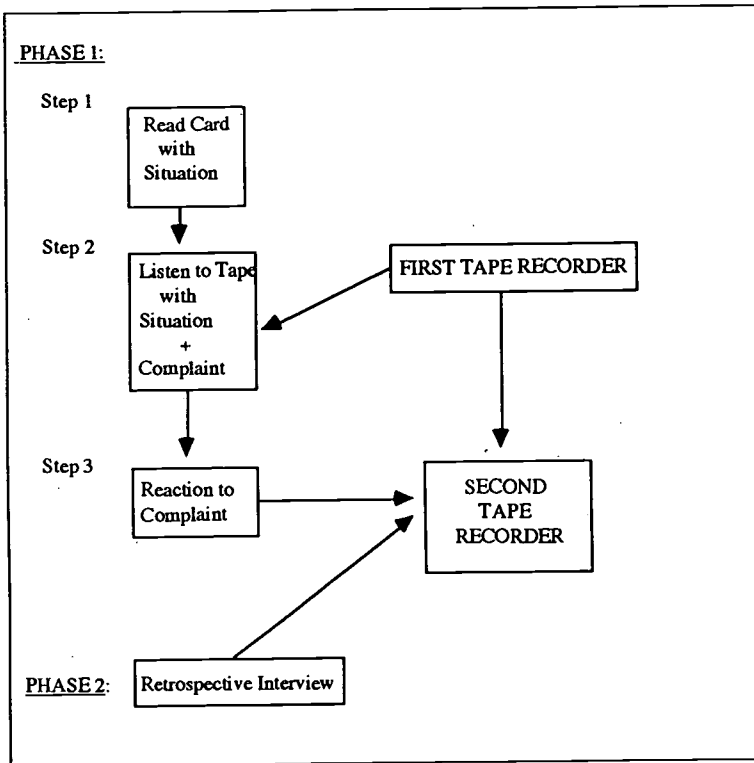 PHASE 1:
Step 1
Read Card
with
Situation
Step 2
Listen to Tape
with
Situation
+
Complaint
FIRST TAPE RECORDER
Step 3
Reaction to
Complaint
SECOND
TAPE
RECORDER
PHASE 2:
Retrospective Interview